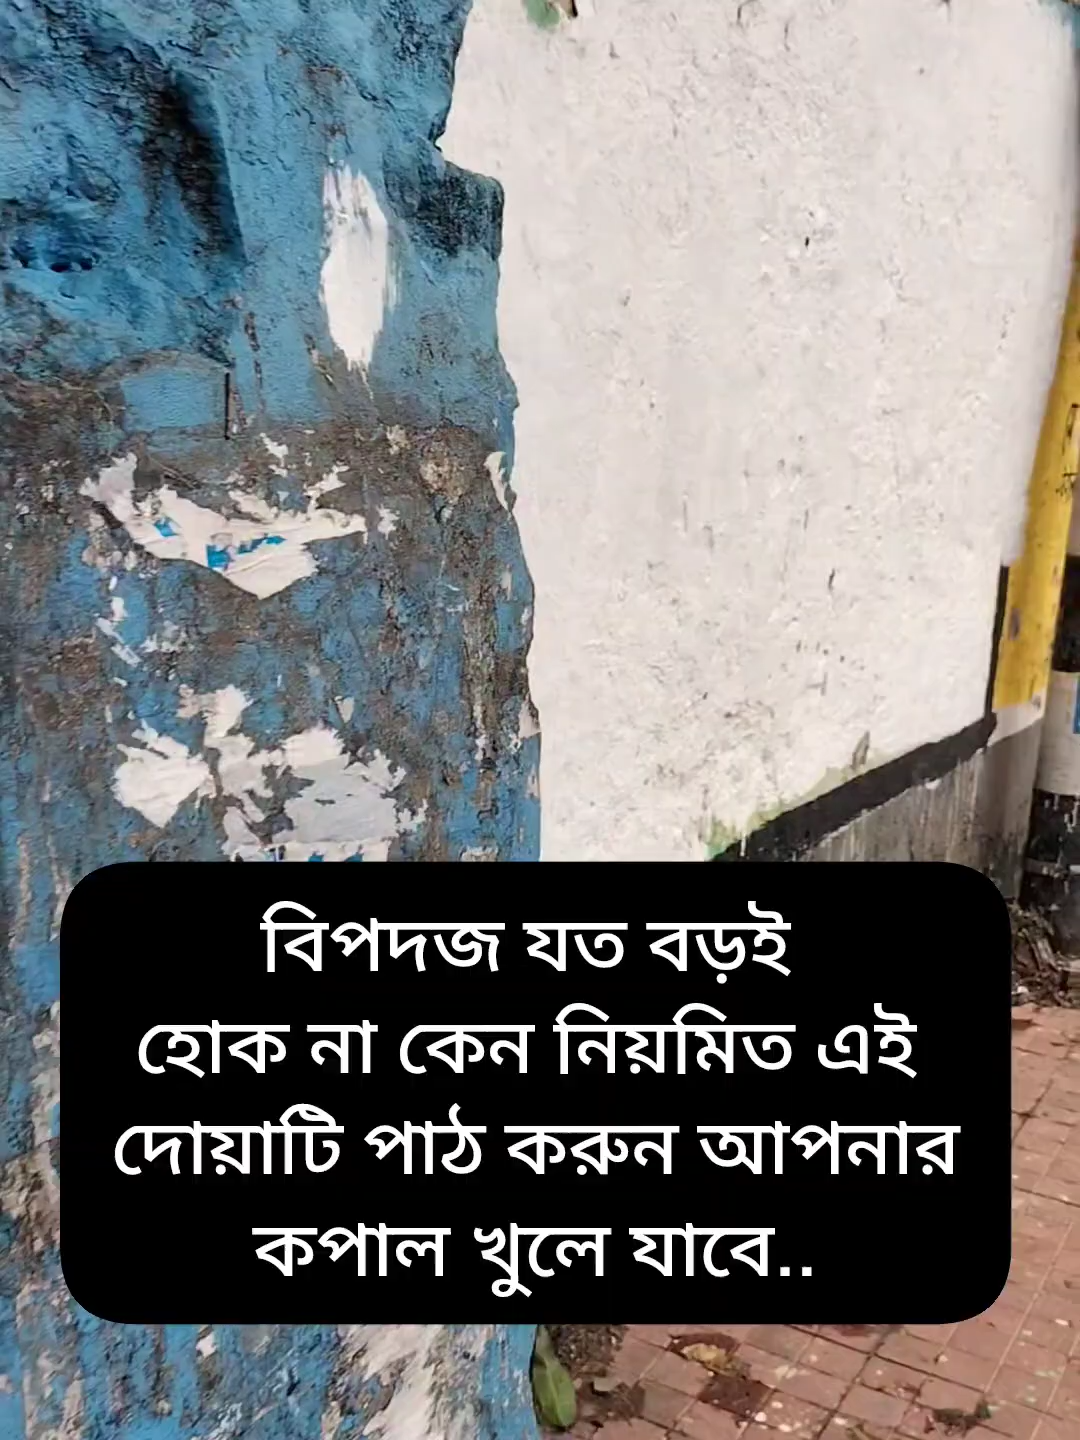 বিপদজ যত বড়ই
হোক না কেন নিয়মিত এই
দোয়াটি পাঠ করুন আপনার
কপাল খুলে যাবে..